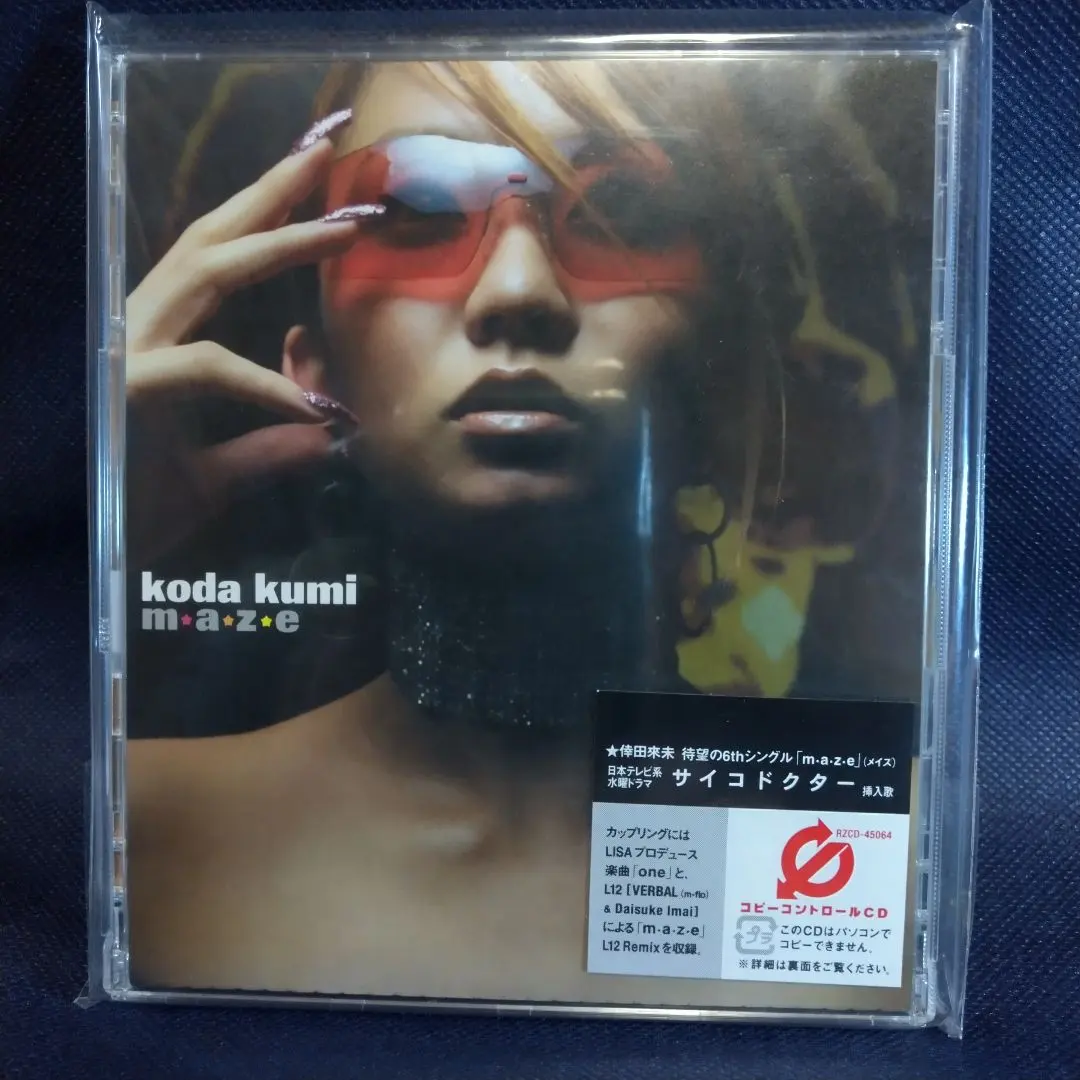 koda kumi
m★a★z★e
★倖田來未 待望の6thシングル「m・a・z・e」(メイズ)
日本テレビ系
水曜ドラマ サイコドクター 挿入歌
カップリングには
LISAプロデュース
楽曲「one」と、
L12 [VERBAL (m-flo)
& Daisuke Imai]
による「m・a・z・e」
L12 Remixを収録。
RZCD-45064
コピーコントロールCD
プラ
このCDはパソコンで
コピーできません。
※詳細は裏面をご覧ください。